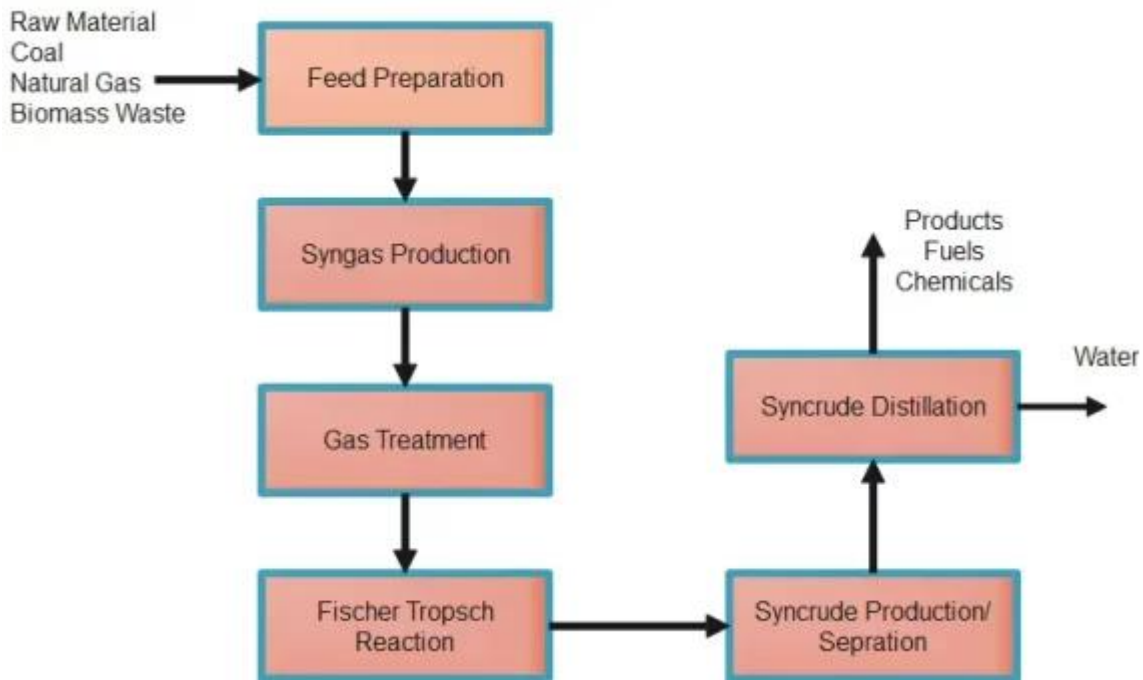 Raw Material
Coal
Natural Gas
Biomass Waste
Feed Preparation
Syngas Production
Gas Treatment
Fischer Tropsch
Reaction
Syncrude Production/
Sepration
Syncrude Distillation
Products
Fuels
Chemicals
Water